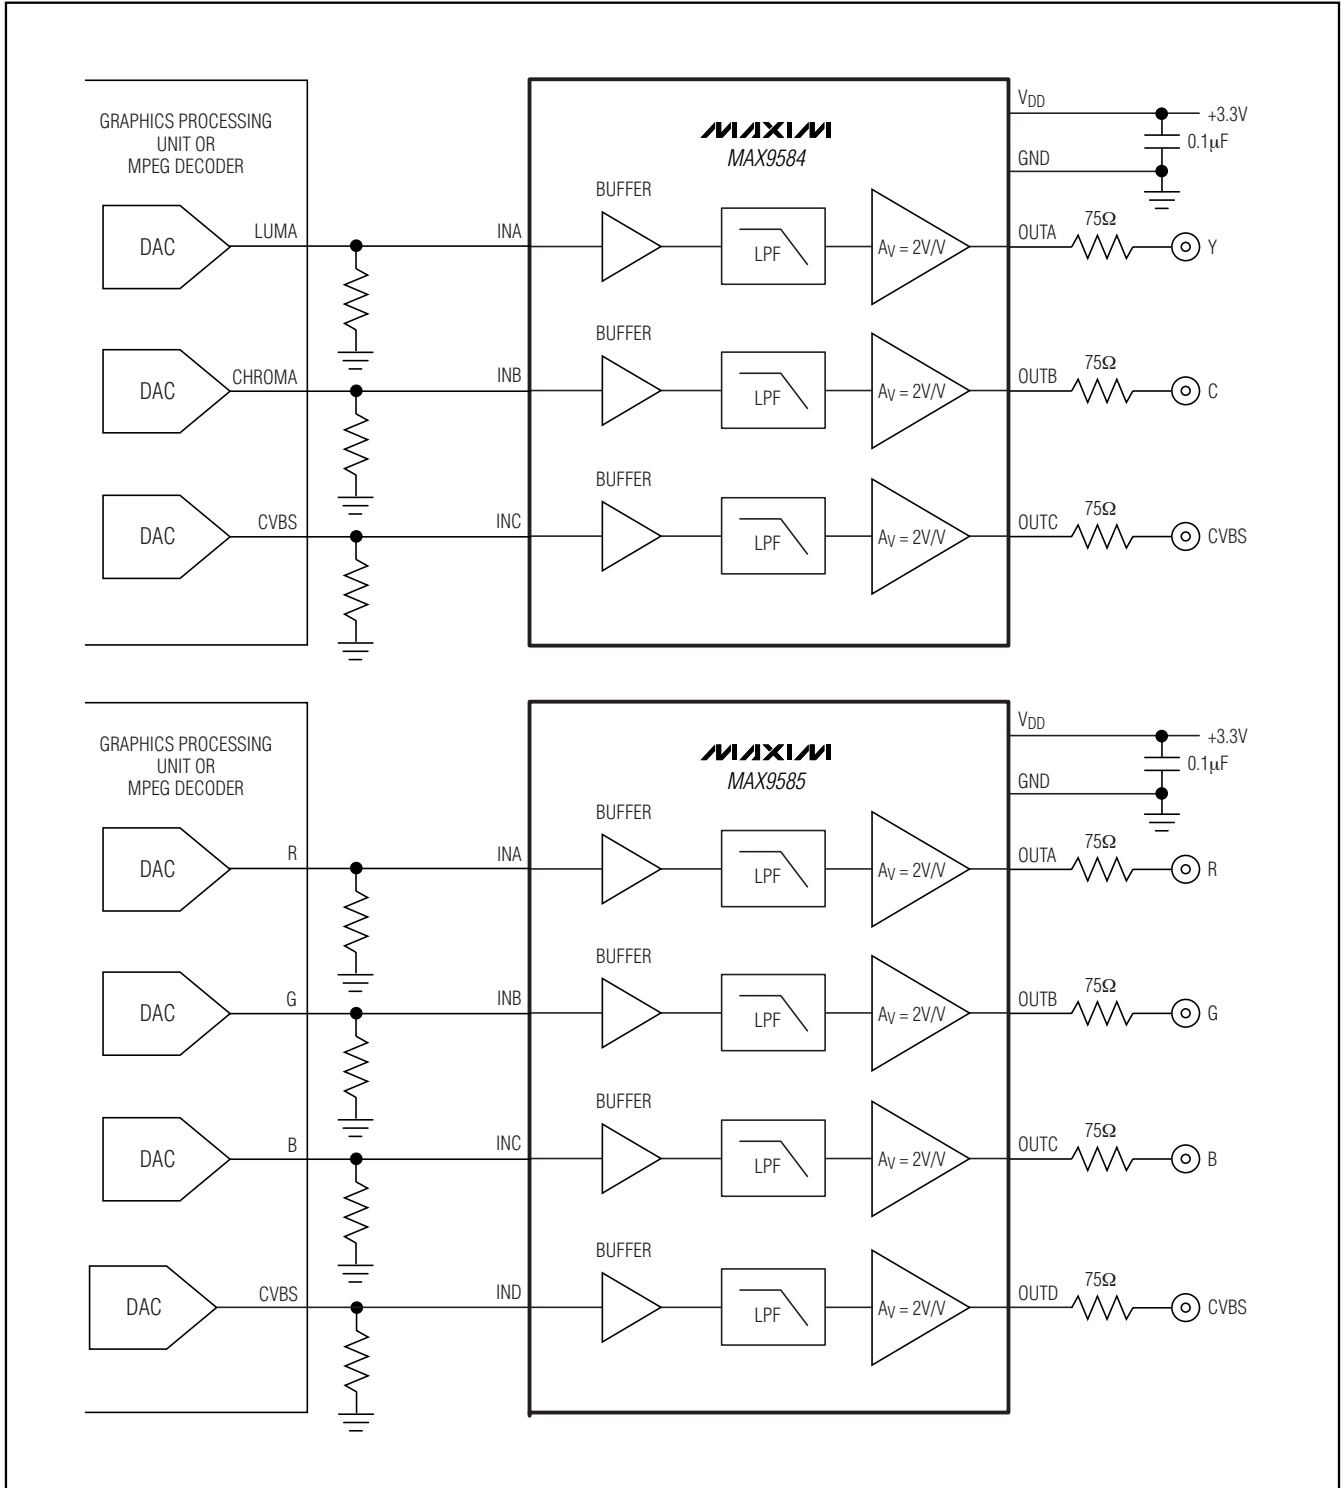 GRAPHICS PROCESSING
UNIT OR
MPEG DECODER
MAXIM
MAX9584
VDD
+3.3V
0.1µF
GND
DAC
LUMA
INA
BUFFER
LPF
AV = 2V/V
OUTA
75Ω
Y
DAC
CHROMA
INB
BUFFER
LPF
AV = 2V/V
OUTB
75Ω
C
DAC
CVBS
INC
BUFFER
LPF
AV = 2V/V
OUTC
75Ω
CVBS
GRAPHICS PROCESSING
UNIT OR
MPEG DECODER
MAXIM
MAX9585
VDD
+3.3V
0.1µF
GND
DAC
R
INA
BUFFER
LPF
AV = 2V/V
OUTA
75Ω
R
DAC
G
INB
BUFFER
LPF
AV = 2V/V
OUTB
75Ω
G
DAC
B
INC
BUFFER
LPF
AV = 2V/V
OUTC
75Ω
B
DAC
CVBS
IND
BUFFER
LPF
AV = 2V/V
OUTD
75Ω
CVBS